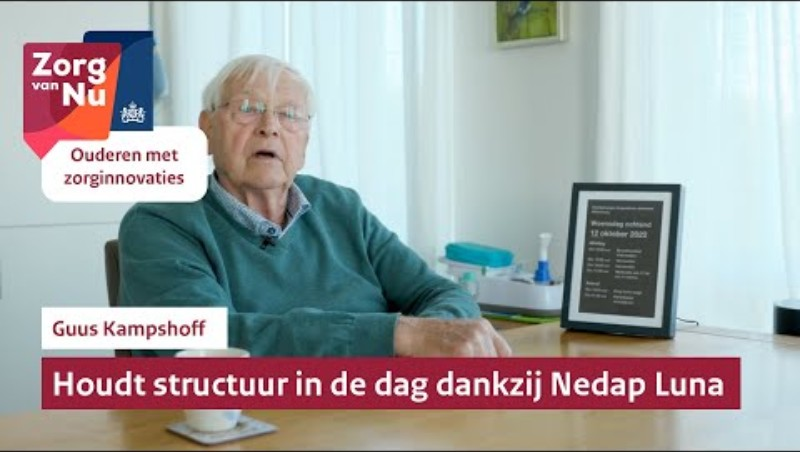 Zorg
van
Nu
Ouderen met
zorginnovaties
Woensdag ochtend
12 oktober 2022
Guus Kampshoff
Houdt structuur in de dag dankzij Nedap Luna